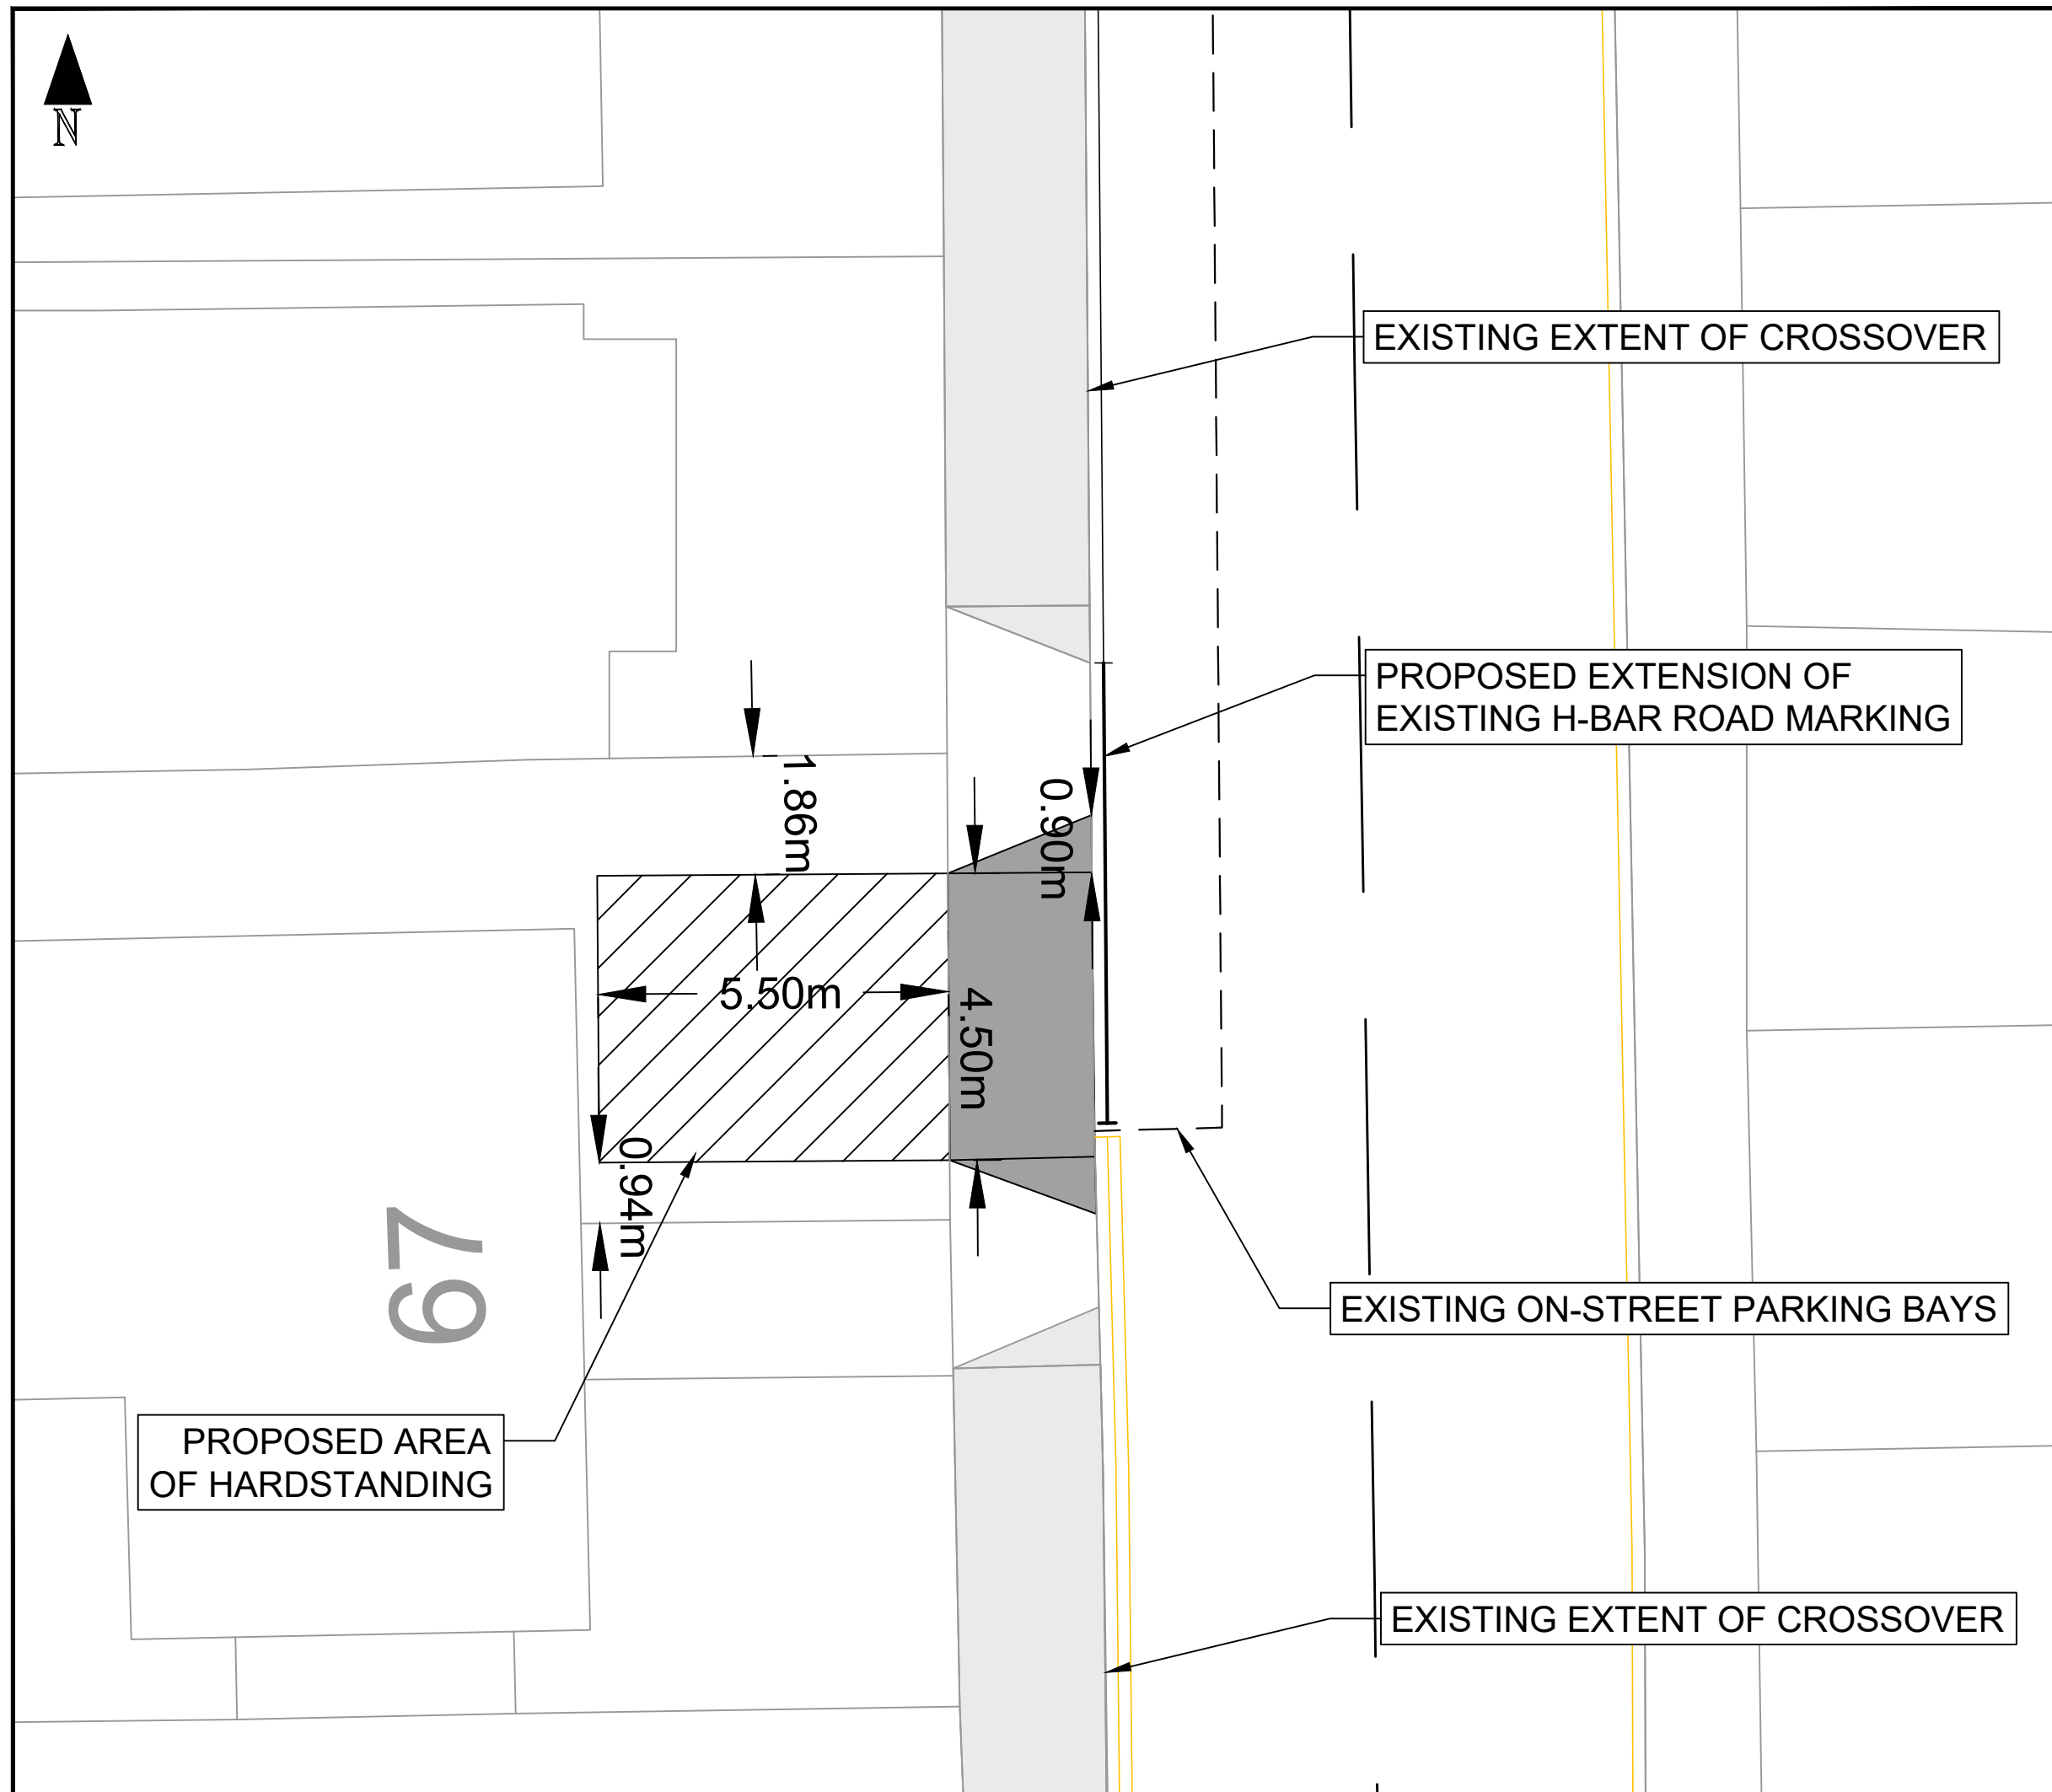 N
EXISTING EXTENT OF CROSSOVER
PROPOSED EXTENSION OF
EXISTING H-BAR ROAD MARKING
1.86m
0.90m
5.50m
4.50m
0.94m
67
EXISTING ON-STREET PARKING BAYS
PROPOSED AREA
OF HARDSTANDING
EXISTING EXTENT OF CROSSOVER